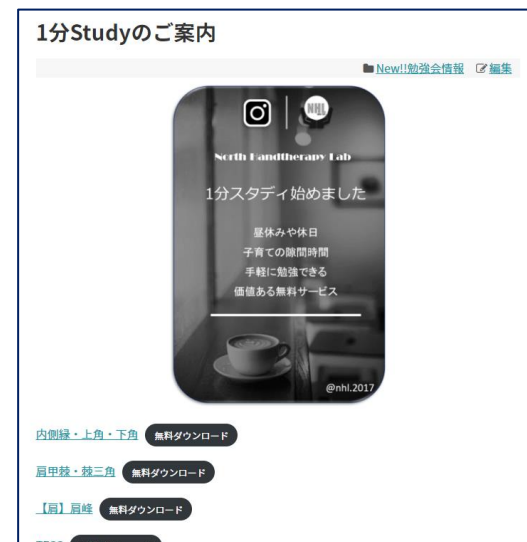 1分Studyのご案内
New!!勉強会情報 編集
NHL
North Handtherapy Lab
1分スタディ始めました
昼休みや休日
子育ての隙間時間
手軽に勉強できる
価値ある無料サービス
@nhl.2017
内側縁・上角・下角 無料ダウンロード
肩甲棘・棘三角 無料ダウンロード
【肩】肩峰 無料ダウンロード